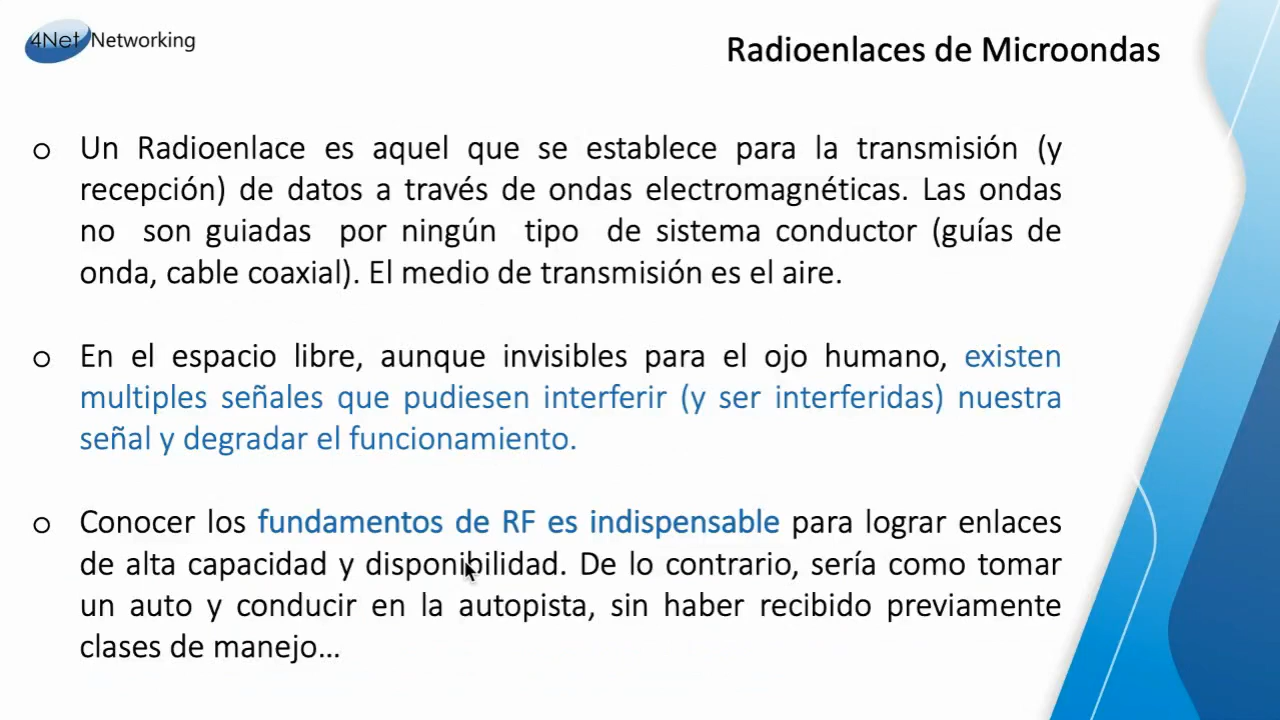 4Net Networking
Radioenlaces de Microondas
o Un Radioenlace es aquel que se establece para la transmisión (y
recepción) de datos a través de ondas electromagnéticas. Las ondas
no son guiadas por ningún tipo de sistema conductor (guías de
onda, cable coaxial). El medio de transmisión es el aire.
o En el espacio libre, aunque invisibles para el ojo humano, existen
multiples señales que pudiesen interferir (y ser interferidas) nuestra
señal y degradar el funcionamiento.
o Conocer los fundamentos de RF es indispensable para lograr enlaces
de alta capacidad y disponibilidad. De lo contrario, sería como tomar
un auto y conducir en la autopista, sin haber recibido previamente
clases de manejo…